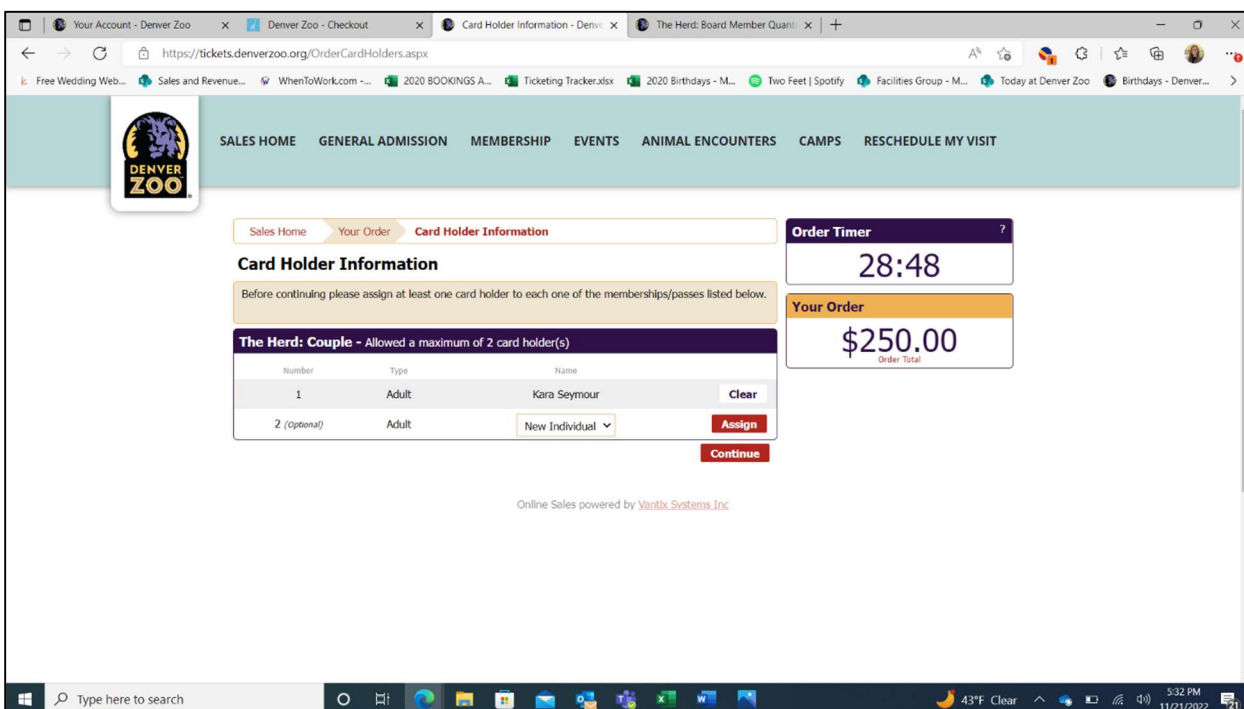 Your Account - Denver Zoo
Denver Zoo - Checkout
Card Holder Information - Denve
The Herd: Board Member Quanti
https://tickets.denverzoo.org/OrderCardHolders.aspx
Free Wedding Web...
Sales and Revenue...
WhenToWork.com -...
2020 BOOKINGS A...
Ticketing Tracker.xlsx
2020 Birthdays - M...
Two Feet | Spotify
Facilities Group - M...
Today at Denver Zoo
Birthdays - Denver...
DENVER
ZOO
SALES HOME
GENERAL ADMISSION
MEMBERSHIP
EVENTS
ANIMAL ENCOUNTERS
CAMPS
RESCHEDULE MY VISIT
Sales Home
Your Order
Card Holder Information
Card Holder Information
Before continuing please assign at least one card holder to each one of the memberships/passes listed below.
The Herd: Couple - Allowed a maximum of 2 card holder(s)
Number Type Name
1 Adult Kara Seymour Clear
2 (Optional) Adult New Individual Assign
Continue
Order Timer ?
28:48
Your Order
$250.00
Order Total
Online Sales powered by Vantix Systems Inc
Type here to search
43°F Clear
5:32 PM
11/21/2022
21